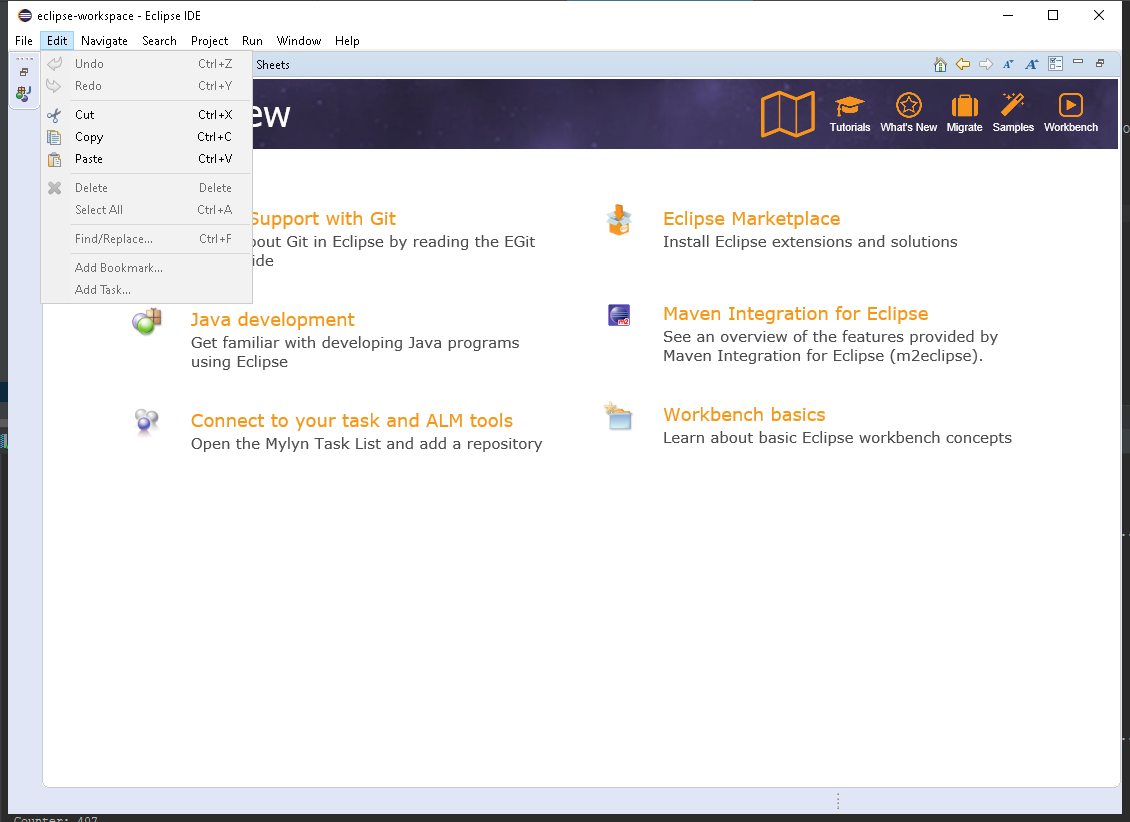 eclipse-workspace - Eclipse IDE
File Edit Navigate Search Project Run Window Help
Undo Ctrl+Z
Redo Ctrl+Y
Cut Ctrl+X
Copy Ctrl+C
Paste Ctrl+V
Delete Delete
Select All Ctrl+A
Find/Replace... Ctrl+F
Add Bookmark...
Add Task...
Sheets
ew
Tutorials What's New Migrate Samples Workbench
Support with Git
out Git in Eclipse by reading the EGit
ide
Java development
Get familiar with developing Java programs
using Eclipse
Connect to your task and ALM tools
Open the Mylyn Task List and add a repository
Eclipse Marketplace
Install Eclipse extensions and solutions
Maven Integration for Eclipse
See an overview of the features provided by
Maven Integration for Eclipse (m2eclipse).
Workbench basics
Learn about basic Eclipse workbench concepts
Counter: 407